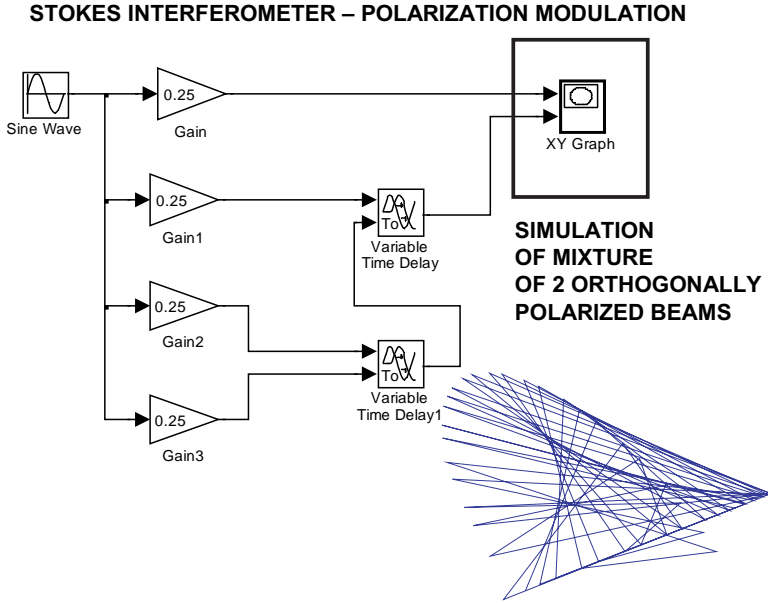 STOKES INTERFEROMETER – POLARIZATION MODULATION
Sine Wave
0.25
Gain
XY Graph
0.25
Gain1
To
Variable
Time Delay
SIMULATION
OF MIXTURE
OF 2 ORTHOGONALLY
POLARIZED BEAMS
0.25
Gain2
To
Variable
Time Delay1
0.25
Gain3